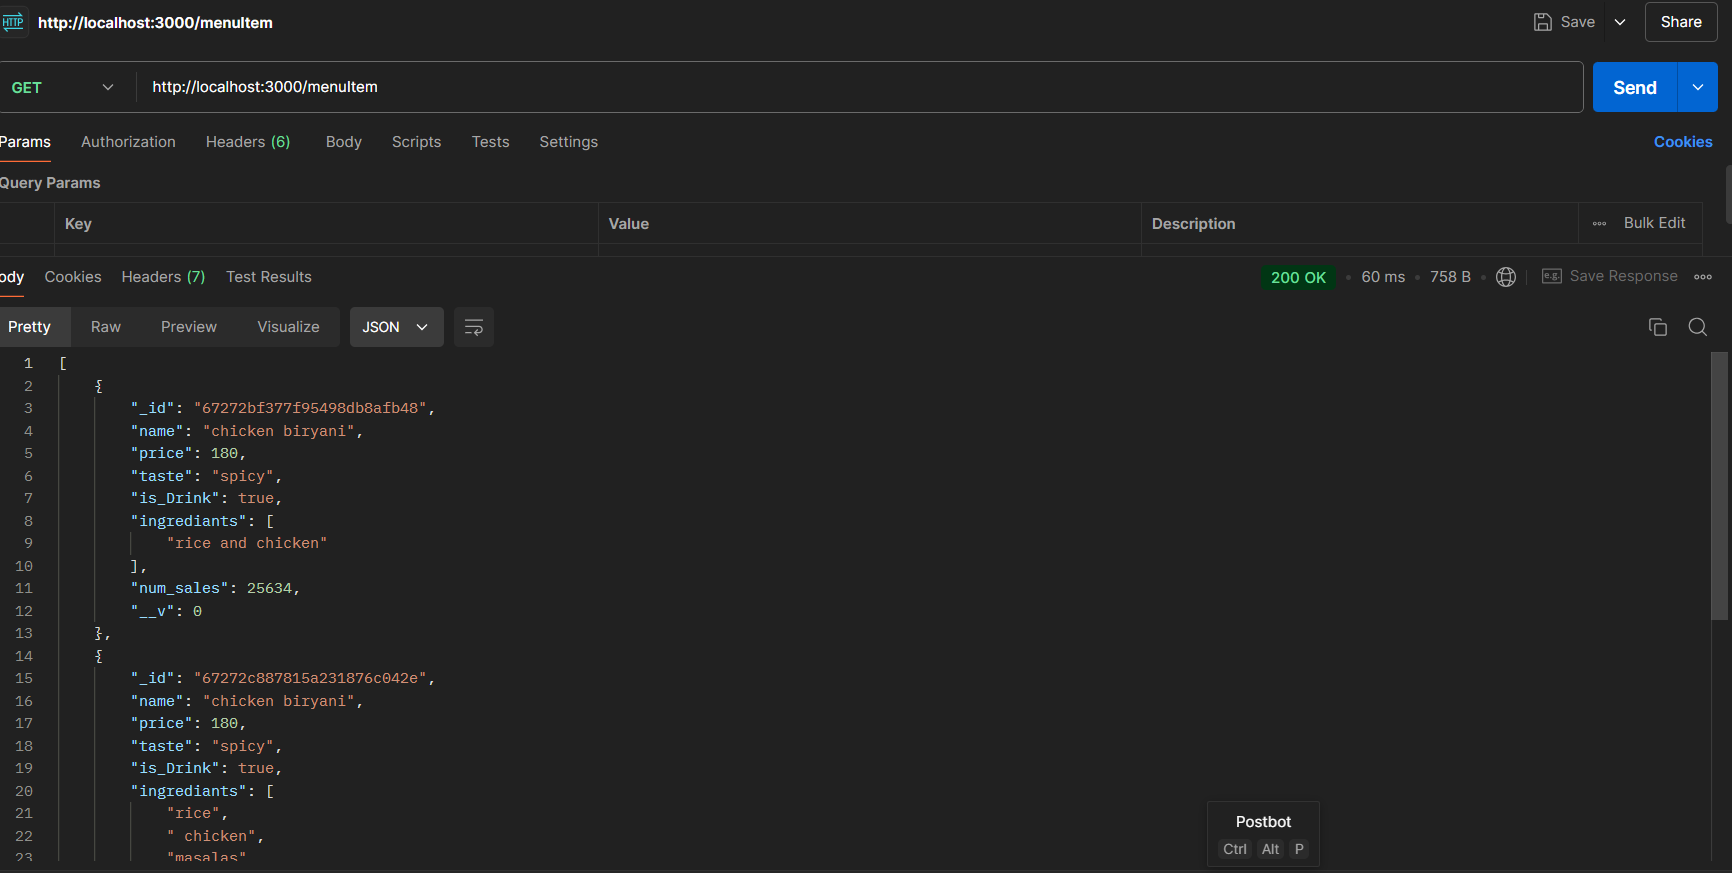 HTTP http://localhost:3000/menuItem Save Share
GET http://localhost:3000/menuItem Send
Params Authorization Headers (6) Body Scripts Tests Settings Cookies
Query Params
Key Value Description Bulk Edit
ody Cookies Headers (7) Test Results 200 OK 60 ms 758 B e.g. Save Response
Pretty Raw Preview Visualize JSON
1 [
2 {
3 "_id": "67272bf377f95498db8afb48",
4 "name": "chicken biryani",
5 "price": 180,
6 "taste": "spicy",
7 "is_Drink": true,
8 "ingrediants": [
9 "rice and chicken"
10 ],
11 "num_sales": 25634,
12 "__v": 0
13 },
14 {
15 "_id": "67272c887815a231876c042e",
16 "name": "chicken biryani",
17 "price": 180,
18 "taste": "spicy",
19 "is_Drink": true,
20 "ingrediants": [
21 "rice",
22 " chicken",
23 "masalas"
Postbot
Ctrl Alt P